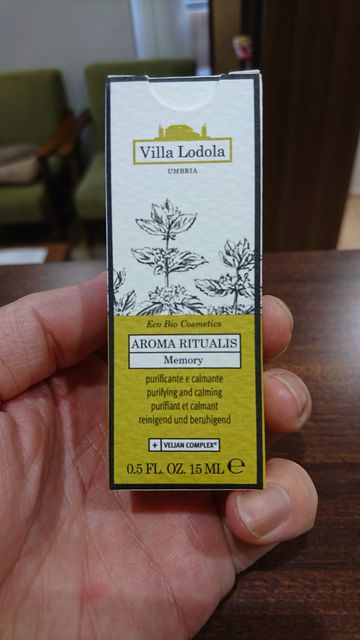 Villa Lodola
UMBRIA
Eco Bio Cosmetics
AROMA RITUALIS
Memory
purificante e calmante
purifying and calming
purifiant et calmant
reinigend und beruhigend
+ VELIAN COMPLEX®
0.5 FL. OZ. 15 ML ℮